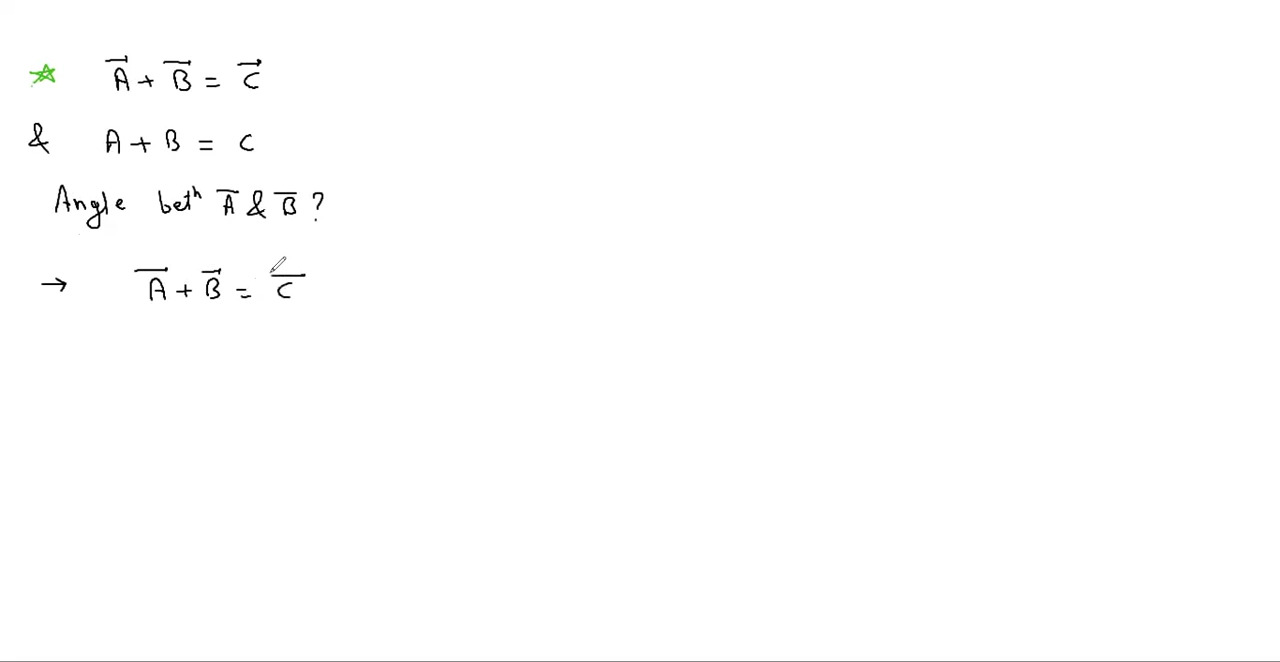 A⃗ + B⃗ = C⃗
& A + B = C
Angle betⁿ A̅ & B̅ ?
→ A̅ + B⃗ = C̅